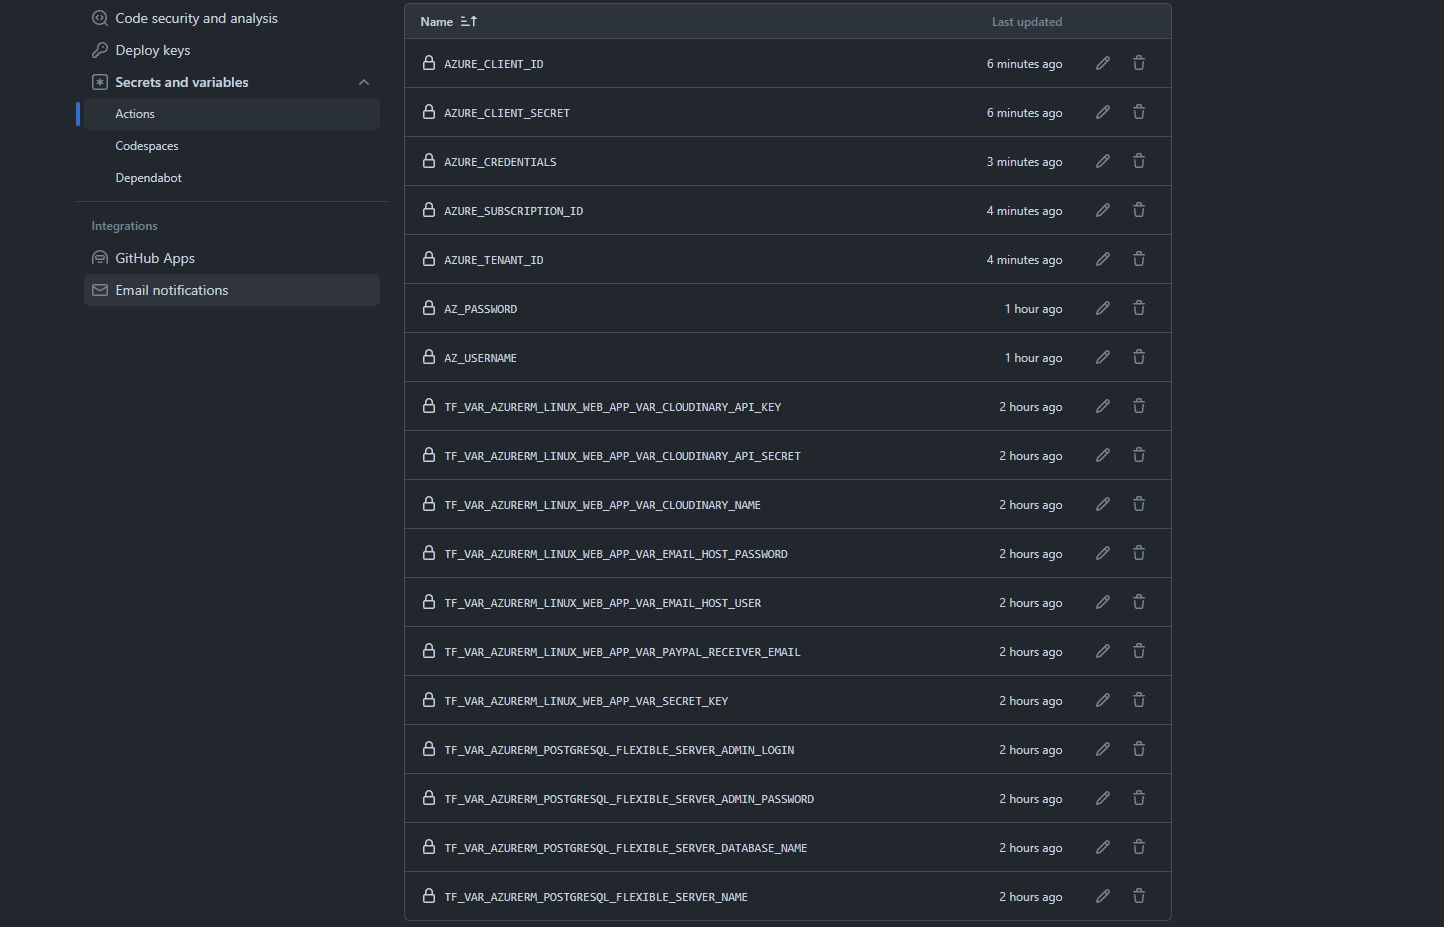 Code security and analysis
Deploy keys
Secrets and variables
Actions
Codespaces
Dependabot
Integrations
GitHub Apps
Email notifications
Name Last updated
AZURE_CLIENT_ID 6 minutes ago
AZURE_CLIENT_SECRET 6 minutes ago
AZURE_CREDENTIALS 3 minutes ago
AZURE_SUBSCRIPTION_ID 4 minutes ago
AZURE_TENANT_ID 4 minutes ago
AZ_PASSWORD 1 hour ago
AZ_USERNAME 1 hour ago
TF_VAR_AZURERM_LINUX_WEB_APP_VAR_CLOUDINARY_API_KEY 2 hours ago
TF_VAR_AZURERM_LINUX_WEB_APP_VAR_CLOUDINARY_API_SECRET 2 hours ago
TF_VAR_AZURERM_LINUX_WEB_APP_VAR_CLOUDINARY_NAME 2 hours ago
TF_VAR_AZURERM_LINUX_WEB_APP_VAR_EMAIL_HOST_PASSWORD 2 hours ago
TF_VAR_AZURERM_LINUX_WEB_APP_VAR_EMAIL_HOST_USER 2 hours ago
TF_VAR_AZURERM_LINUX_WEB_APP_VAR_PAYPAL_RECEIVER_EMAIL 2 hours ago
TF_VAR_AZURERM_LINUX_WEB_APP_VAR_SECRET_KEY 2 hours ago
TF_VAR_AZURERM_POSTGRESQL_FLEXIBLE_SERVER_ADMIN_LOGIN 2 hours ago
TF_VAR_AZURERM_POSTGRESQL_FLEXIBLE_SERVER_ADMIN_PASSWORD 2 hours ago
TF_VAR_AZURERM_POSTGRESQL_FLEXIBLE_SERVER_DATABASE_NAME 2 hours ago
TF_VAR_AZURERM_POSTGRESQL_FLEXIBLE_SERVER_NAME 2 hours ago